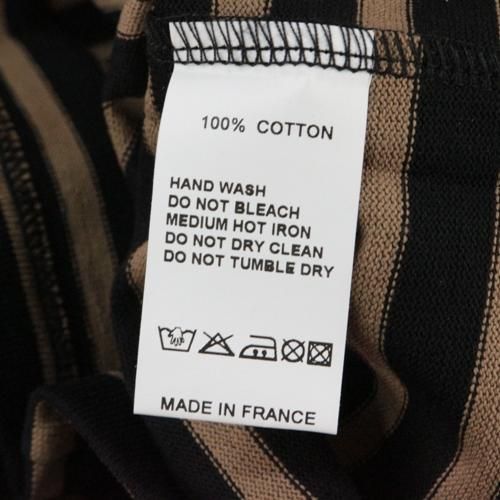 100% COTTON
HAND WASH
DO NOT BLEACH
MEDIUM HOT IRON
DO NOT DRY CLEAN
DO NOT TUMBLE DRY
MADE IN FRANCE